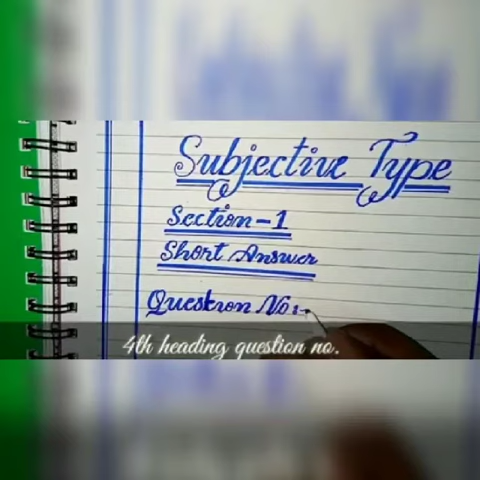 Subjective Type
Section-1
Short Answer
Question No:-
4th heading question no.